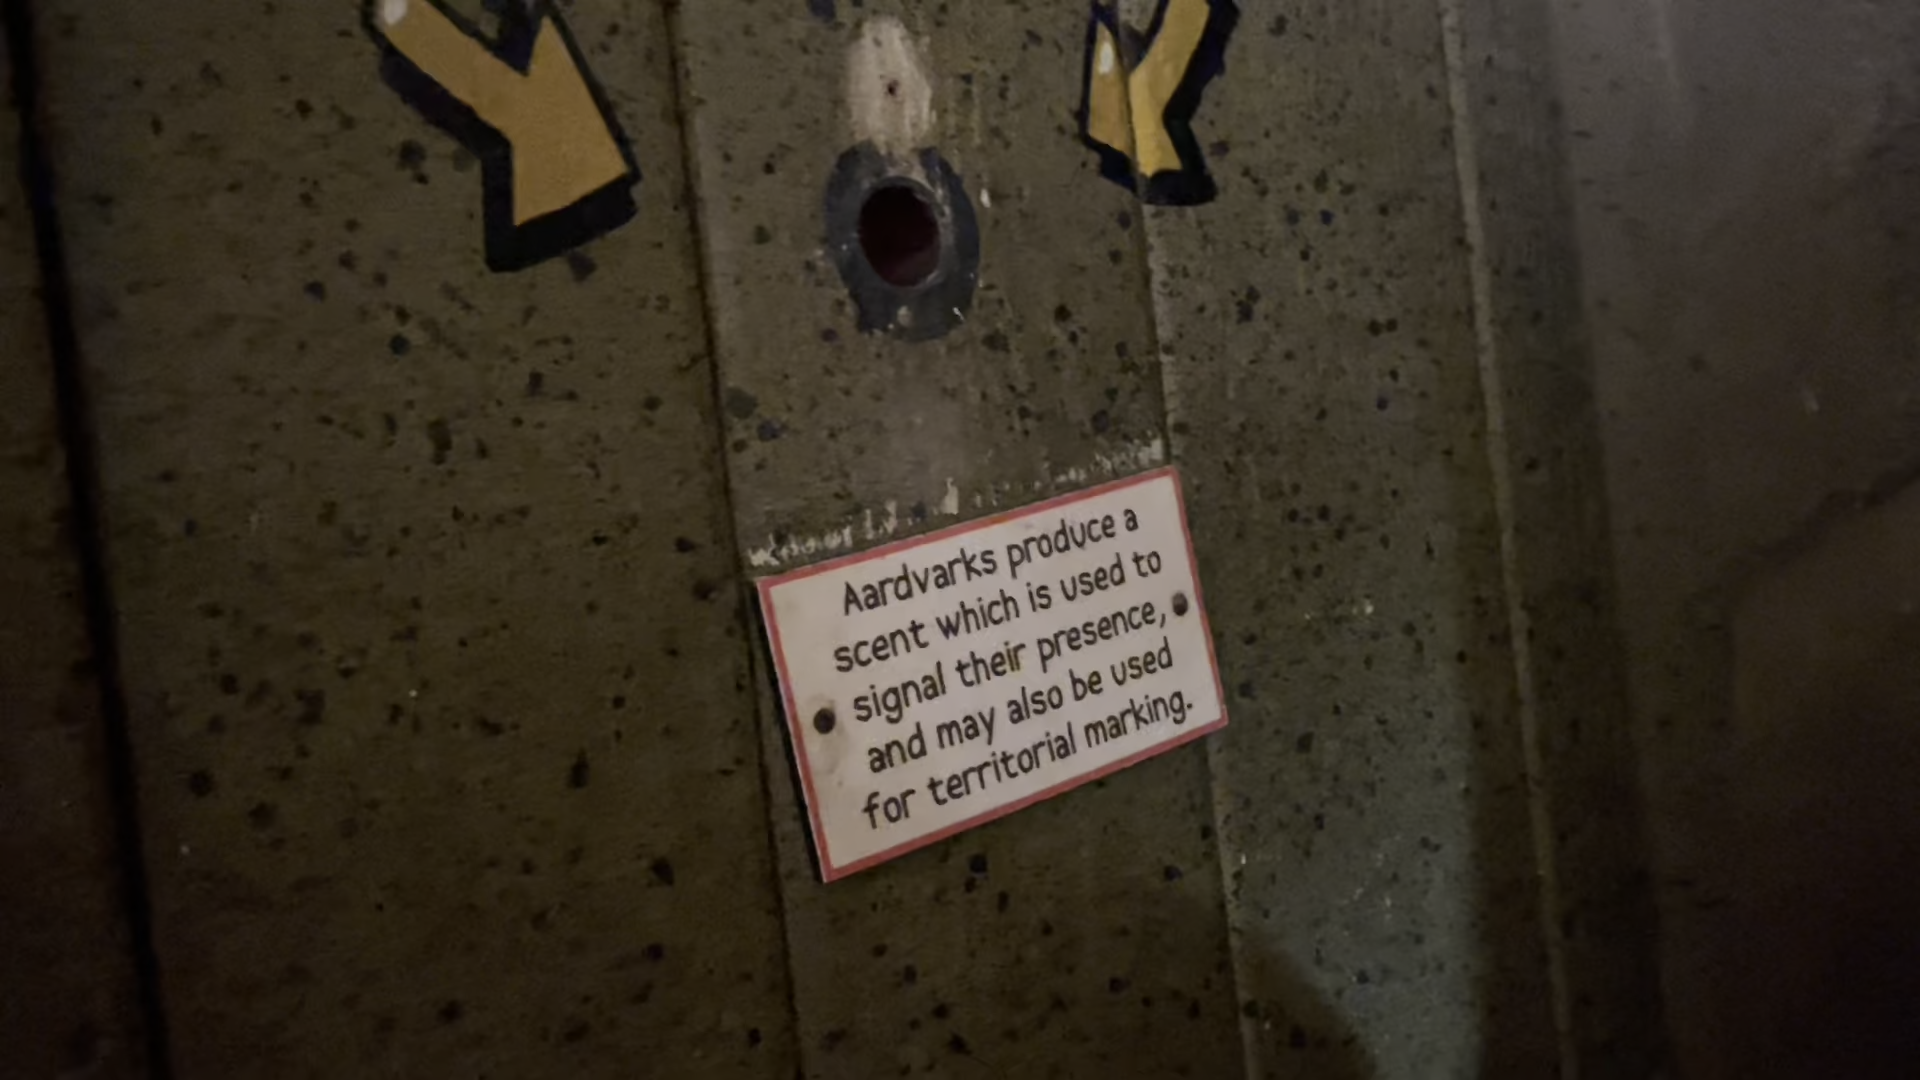 Aardvarks produce a
scent which is used to
signal their presence,
and may also be used
for territorial marking.